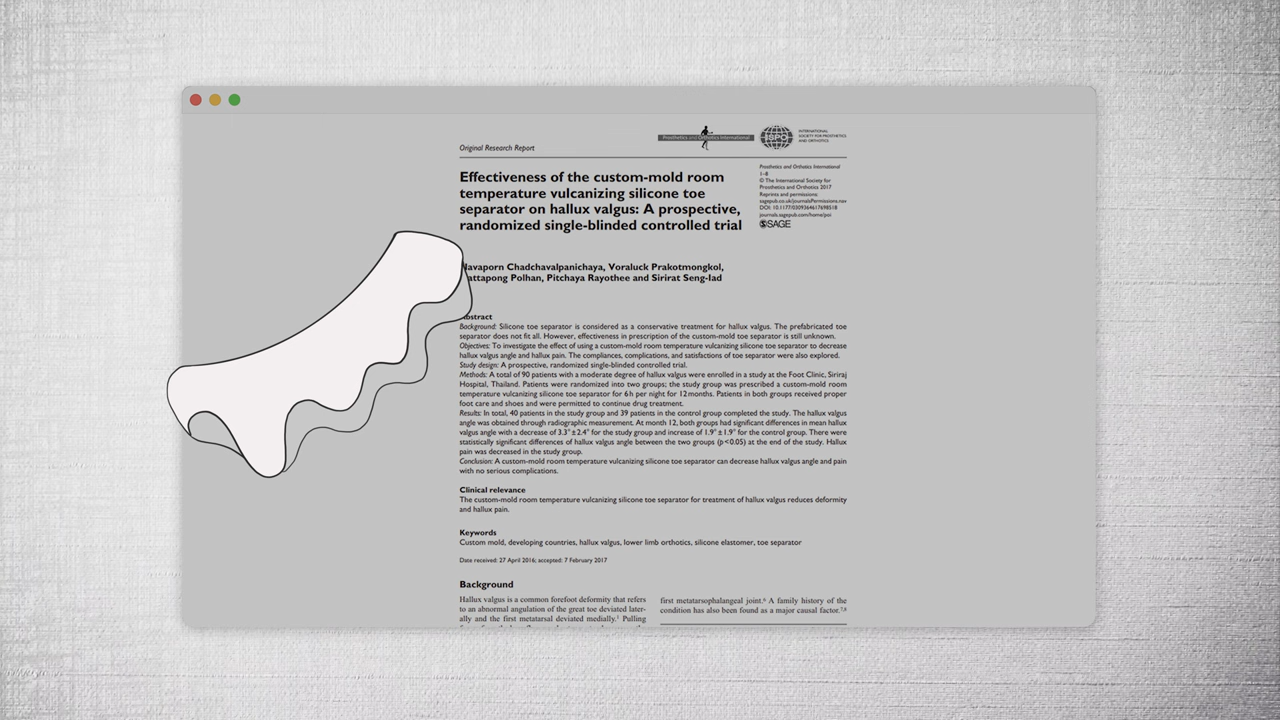 Prosthetics and Orthotics International
ISPO
INTERNATIONAL
SOCIETY FOR PROSTHETICS
AND ORTHOTICS
Original Research Report
Effectiveness of the custom-mold room
temperature vulcanizing silicone toe
separator on hallux valgus: A prospective,
randomized single-blinded controlled trial
Prosthetics and Orthotics International
1–8
© The International Society for
Prosthetics and Orthotics 2017
Reprints and permissions:
sagepub.co.uk/journalsPermissions.nav
DOI: 10.1177/0309364617698518
journals.sagepub.com/home/poi
SAGE
Navaporn Chadchavalpanichaya, Voraluck Prakotmongkol,
attapong Polhan, Pitchaya Rayothee and Sirirat Seng-Iad
Abstract
Background: Silicone toe separator is considered as a conservative treatment for hallux valgus. The prefabricated toe
separator does not fit all. However, effectiveness in prescription of the custom-mold toe separator is still unknown.
Objectives: To investigate the effect of using a custom-mold room temperature vulcanizing silicone toe separator to decrease
hallux valgus angle and hallux pain. The compliances, complications, and satisfactions of toe separator were also explored.
Study design: A prospective, randomized single-blinded controlled trial.
Methods: A total of 90 patients with a moderate degree of hallux valgus were enrolled in a study at the Foot Clinic, Siriraj
Hospital, Thailand. Patients were randomized into two groups; the study group was prescribed a custom-mold room
temperature vulcanizing silicone toe separator for 6 h per night for 12 months. Patients in both groups received proper
foot care and shoes and were permitted to continue drug treatment.
Results: In total, 40 patients in the study group and 39 patients in the control group completed the study. The hallux valgus
angle was obtained through radiographic measurement. At month 12, both groups had significant differences in mean hallux
valgus angle with a decrease of 3.3° ± 2.4° for the study group and increase of 1.9° ± 1.9° for the control group. There were
statistically significant differences of hallux valgus angle between the two groups (p < 0.05) at the end of the study. Hallux
pain was decreased in the study group.
Conclusion: A custom-mold room temperature vulcanizing silicone toe separator can decrease hallux valgus angle and pain
with no serious complications.
Clinical relevance
The custom-mold room temperature vulcanizing silicone toe separator for treatment of hallux valgus reduces deformity
and hallux pain.
Keywords
Custom mold, developing countries, hallux valgus, lower limb orthotics, silicone elastomer, toe separator
Date received: 27 April 2016; accepted: 7 February 2017
Background
Hallux valgus is a common forefoot deformity that refers
to an abnormal angulation of the great toe deviated later-
ally and the first metatarsal deviated medially.1 Pulling
first metatarsophalangeal joint.6 A family history of the
condition has also been found as a major causal factor.7,8